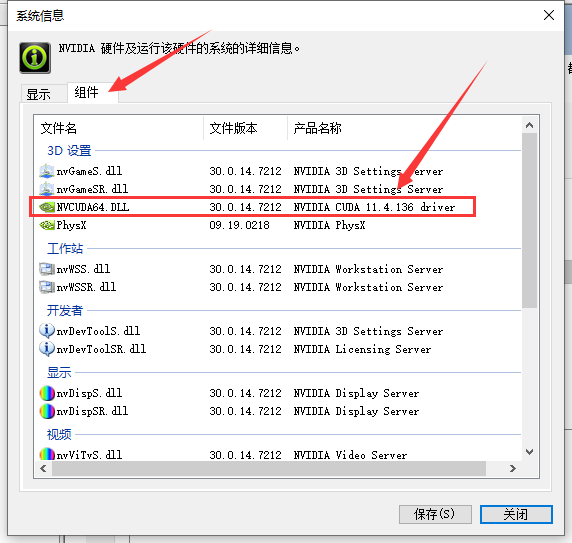 系统信息
NVIDIA 硬件及运行该硬件的系统的详细信息。
显示 组件
文件名 文件版本 产品名称
3D 设置
nvGameS.dll 30.0.14.7212 NVIDIA 3D Settings Server
nvGameSR.dll 30.0.14.7212 NVIDIA 3D Settings Server
NVCUDA64.DLL 30.0.14.7212 NVIDIA CUDA 11.4.136 driver
PhysX 09.19.0218 NVIDIA PhysX
工作站
nvWSS.dll 30.0.14.7212 NVIDIA Workstation Server
nvWSSR.dll 30.0.14.7212 NVIDIA Workstation Server
开发者
nvDevToolS.dll 30.0.14.7212 NVIDIA 3D Settings Server
nvDevToolSR.dll 30.0.14.7212 NVIDIA Licensing Server
显示
nvDispS.dll 30.0.14.7212 NVIDIA Display Server
nvDispSR.dll 30.0.14.7212 NVIDIA Display Server
视频
nvViTvS.dll 30.0.14.7212 NVIDIA Video Server
保存(S) 关闭